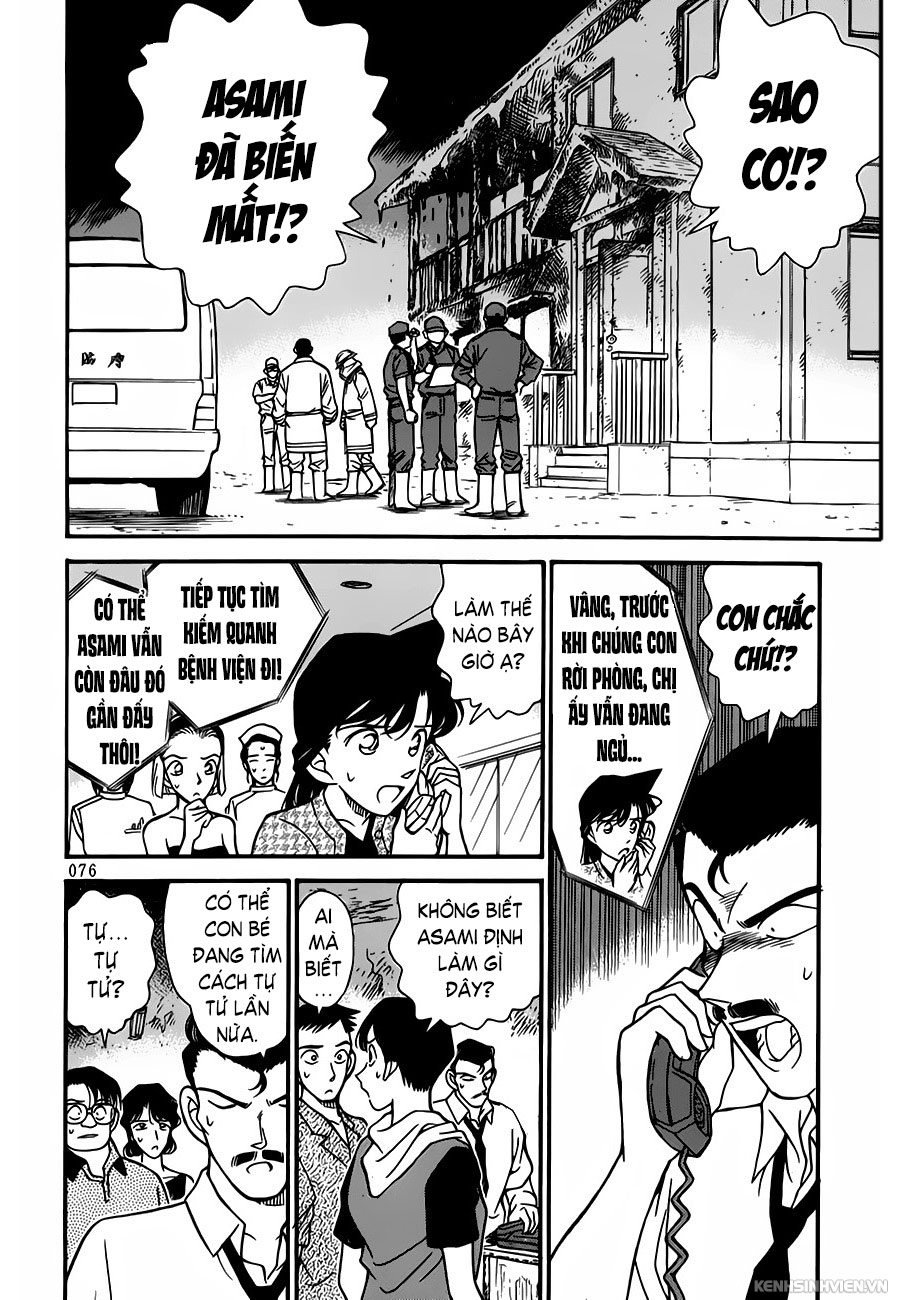 SAO
CƠ!?
ASAMI
ĐÃ BIẾN
MẤT!?
CON CHẮC
CHỨ!?
VÂNG, TRƯỚC
KHI CHÚNG CON
RỜI PHÒNG, CHỊ
ẤY VẪN ĐANG
NGỦ...
LÀM THẾ
NÀO BÂY
GIỜ Ạ?
TIẾP TỤC TÌM
KIẾM QUANH
BỆNH VIỆN ĐI!
CÓ THỂ
ASAMI VẪN
CÒN ĐÂU ĐÓ
GẦN ĐẤY
THÔI!
076
KHÔNG BIẾT
ASAMI ĐỊNH
LÀM GÌ
ĐÂY?
AI
MÀ
BIẾT
...
CÓ THỂ
CON BÉ
ĐANG TÌM
CÁCH TỰ
TỬ LẦN
NỮA.
TỰ...
TỰ
TỬ?
KENHSINHVIEN.VN